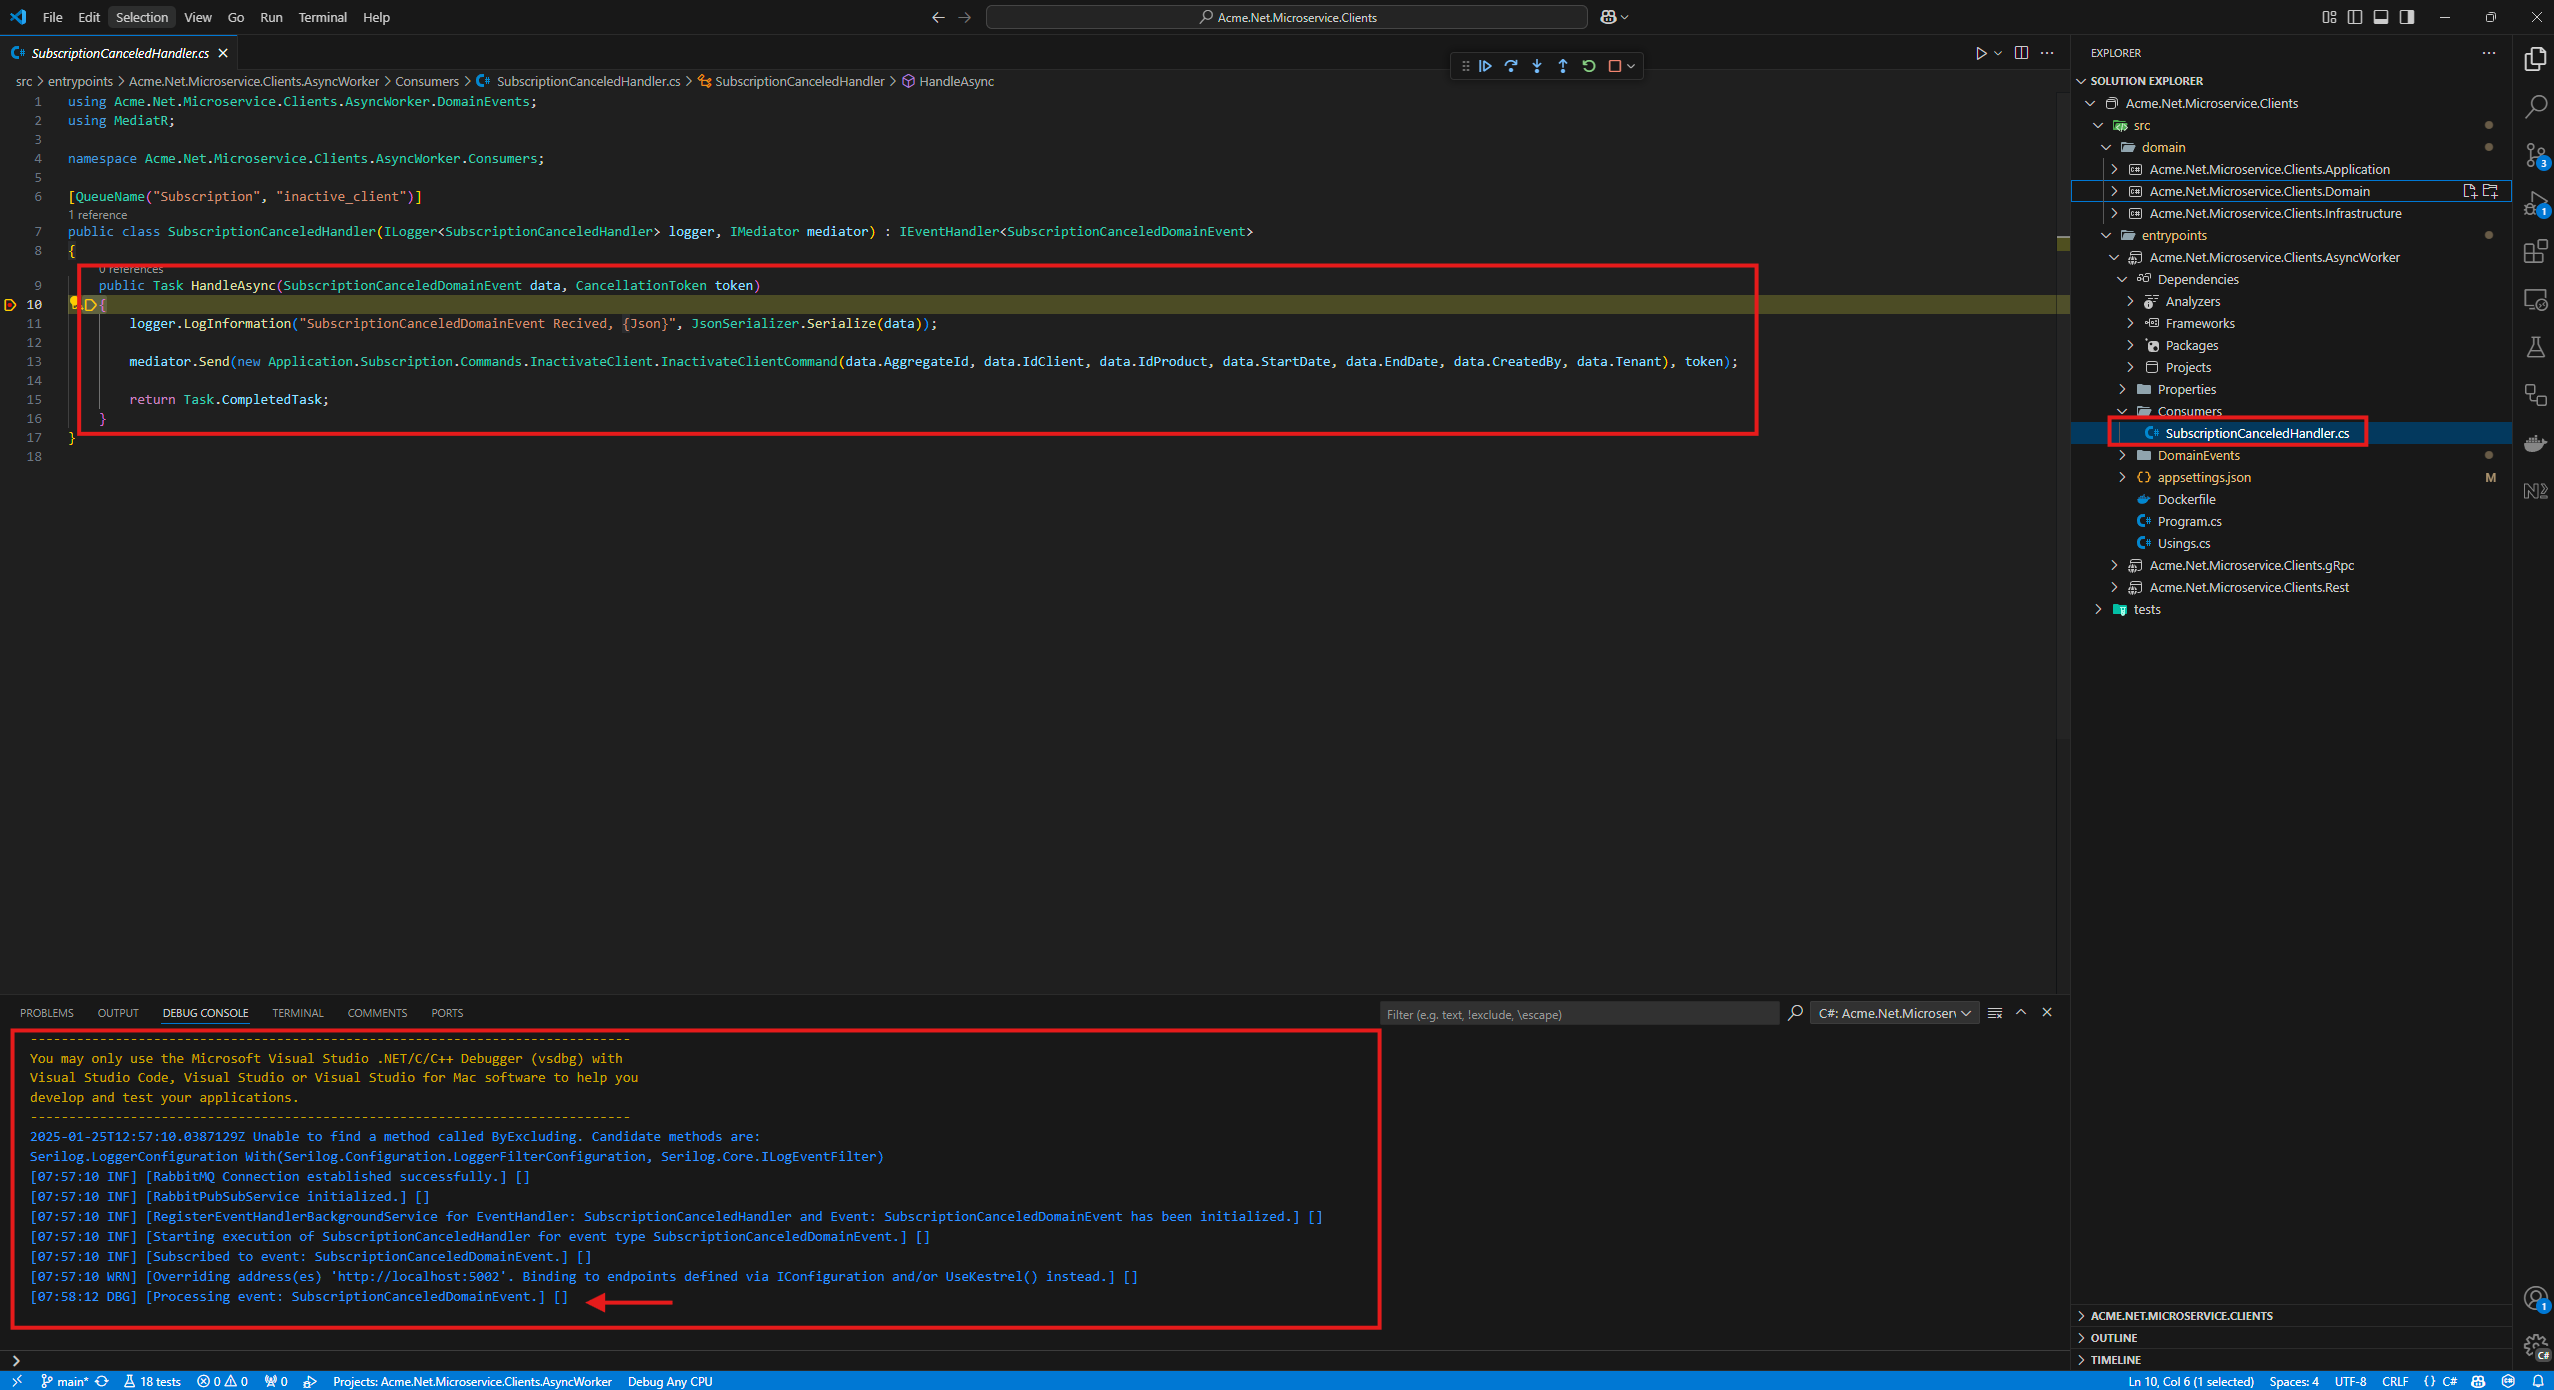 File Edit Selection View Go Run Terminal Help
Acme.Net.Microservice.Clients
SubscriptionCanceledHandler.cs
src > entrypoints > Acme.Net.Microservice.Clients.AsyncWorker > Consumers > SubscriptionCanceledHandler.cs > SubscriptionCanceledHandler > HandleAsync
1 using Acme.Net.Microservice.Clients.AsyncWorker.DomainEvents;
2 using MediatR;
3
4 namespace Acme.Net.Microservice.Clients.AsyncWorker.Consumers;
5
6 [QueueName("Subscription", "inactive_client")]
1 reference
7 public class SubscriptionCanceledHandler(ILogger<SubscriptionCanceledHandler> logger, IMediator mediator) : IEventHandler<SubscriptionCanceledDomainEvent>
8 {
0 references
9 public Task HandleAsync(SubscriptionCanceledDomainEvent data, CancellationToken token)
10 {
11 logger.LogInformation("SubscriptionCanceledDomainEvent Recived, {Json}", JsonSerializer.Serialize(data));
12
13 mediator.Send(new Application.Subscription.Commands.InactivateClient.InactivateClientCommand(data.AggregateId, data.IdClient, data.IdProduct, data.StartDate, data.EndDate, data.CreatedBy, data.Tenant), token);
14
15 return Task.CompletedTask;
16 }
17 }
18
EXPLORER
SOLUTION EXPLORER
Acme.Net.Microservice.Clients
src
domain
Acme.Net.Microservice.Clients.Application
Acme.Net.Microservice.Clients.Domain
Acme.Net.Microservice.Clients.Infrastructure
entrypoints
Acme.Net.Microservice.Clients.AsyncWorker
Dependencies
Analyzers
Frameworks
Packages
Projects
Properties
Consumers
SubscriptionCanceledHandler.cs
DomainEvents
appsettings.json M
Dockerfile
Program.cs
Usings.cs
Acme.Net.Microservice.Clients.gRpc
Acme.Net.Microservice.Clients.Rest
tests
3
1
PROBLEMS OUTPUT DEBUG CONSOLE TERMINAL COMMENTS PORTS
Filter (e.g. text, !exclude, \escape)
C#: Acme.Net.Microser
------------------------------------------------------------------------------
You may only use the Microsoft Visual Studio .NET/C/C++ Debugger (vsdbg) with
Visual Studio Code, Visual Studio or Visual Studio for Mac software to help you
develop and test your applications.
------------------------------------------------------------------------------
2025-01-25T12:57:10.0387129Z Unable to find a method called ByExcluding. Candidate methods are:
Serilog.LoggerConfiguration With(Serilog.Configuration.LoggerFilterConfiguration, Serilog.Core.ILogEventFilter)
[07:57:10 INF] [RabbitMQ Connection established successfully.] []
[07:57:10 INF] [RabbitPubSubService initialized.] []
[07:57:10 INF] [RegisterEventHandlerBackgroundService for EventHandler: SubscriptionCanceledHandler and Event: SubscriptionCanceledDomainEvent has been initialized.] []
[07:57:10 INF] [Starting execution of SubscriptionCanceledHandler for event type SubscriptionCanceledDomainEvent.] []
[07:57:10 INF] [Subscribed to event: SubscriptionCanceledDomainEvent.] []
[07:57:10 WRN] [Overriding address(es) 'http://localhost:5002'. Binding to endpoints defined via IConfiguration and/or UseKestrel() instead.] []
[07:58:12 DBG] [Processing event: SubscriptionCanceledDomainEvent.] []
ACME.NET.MICROSERVICE.CLIENTS
OUTLINE
TIMELINE
1
C#
main* 18 tests 0 0 0 Projects: Acme.Net.Microservice.Clients.AsyncWorker Debug Any CPU
Ln 10, Col 6 (1 selected) Spaces: 4 UTF-8 CRLF {} C#